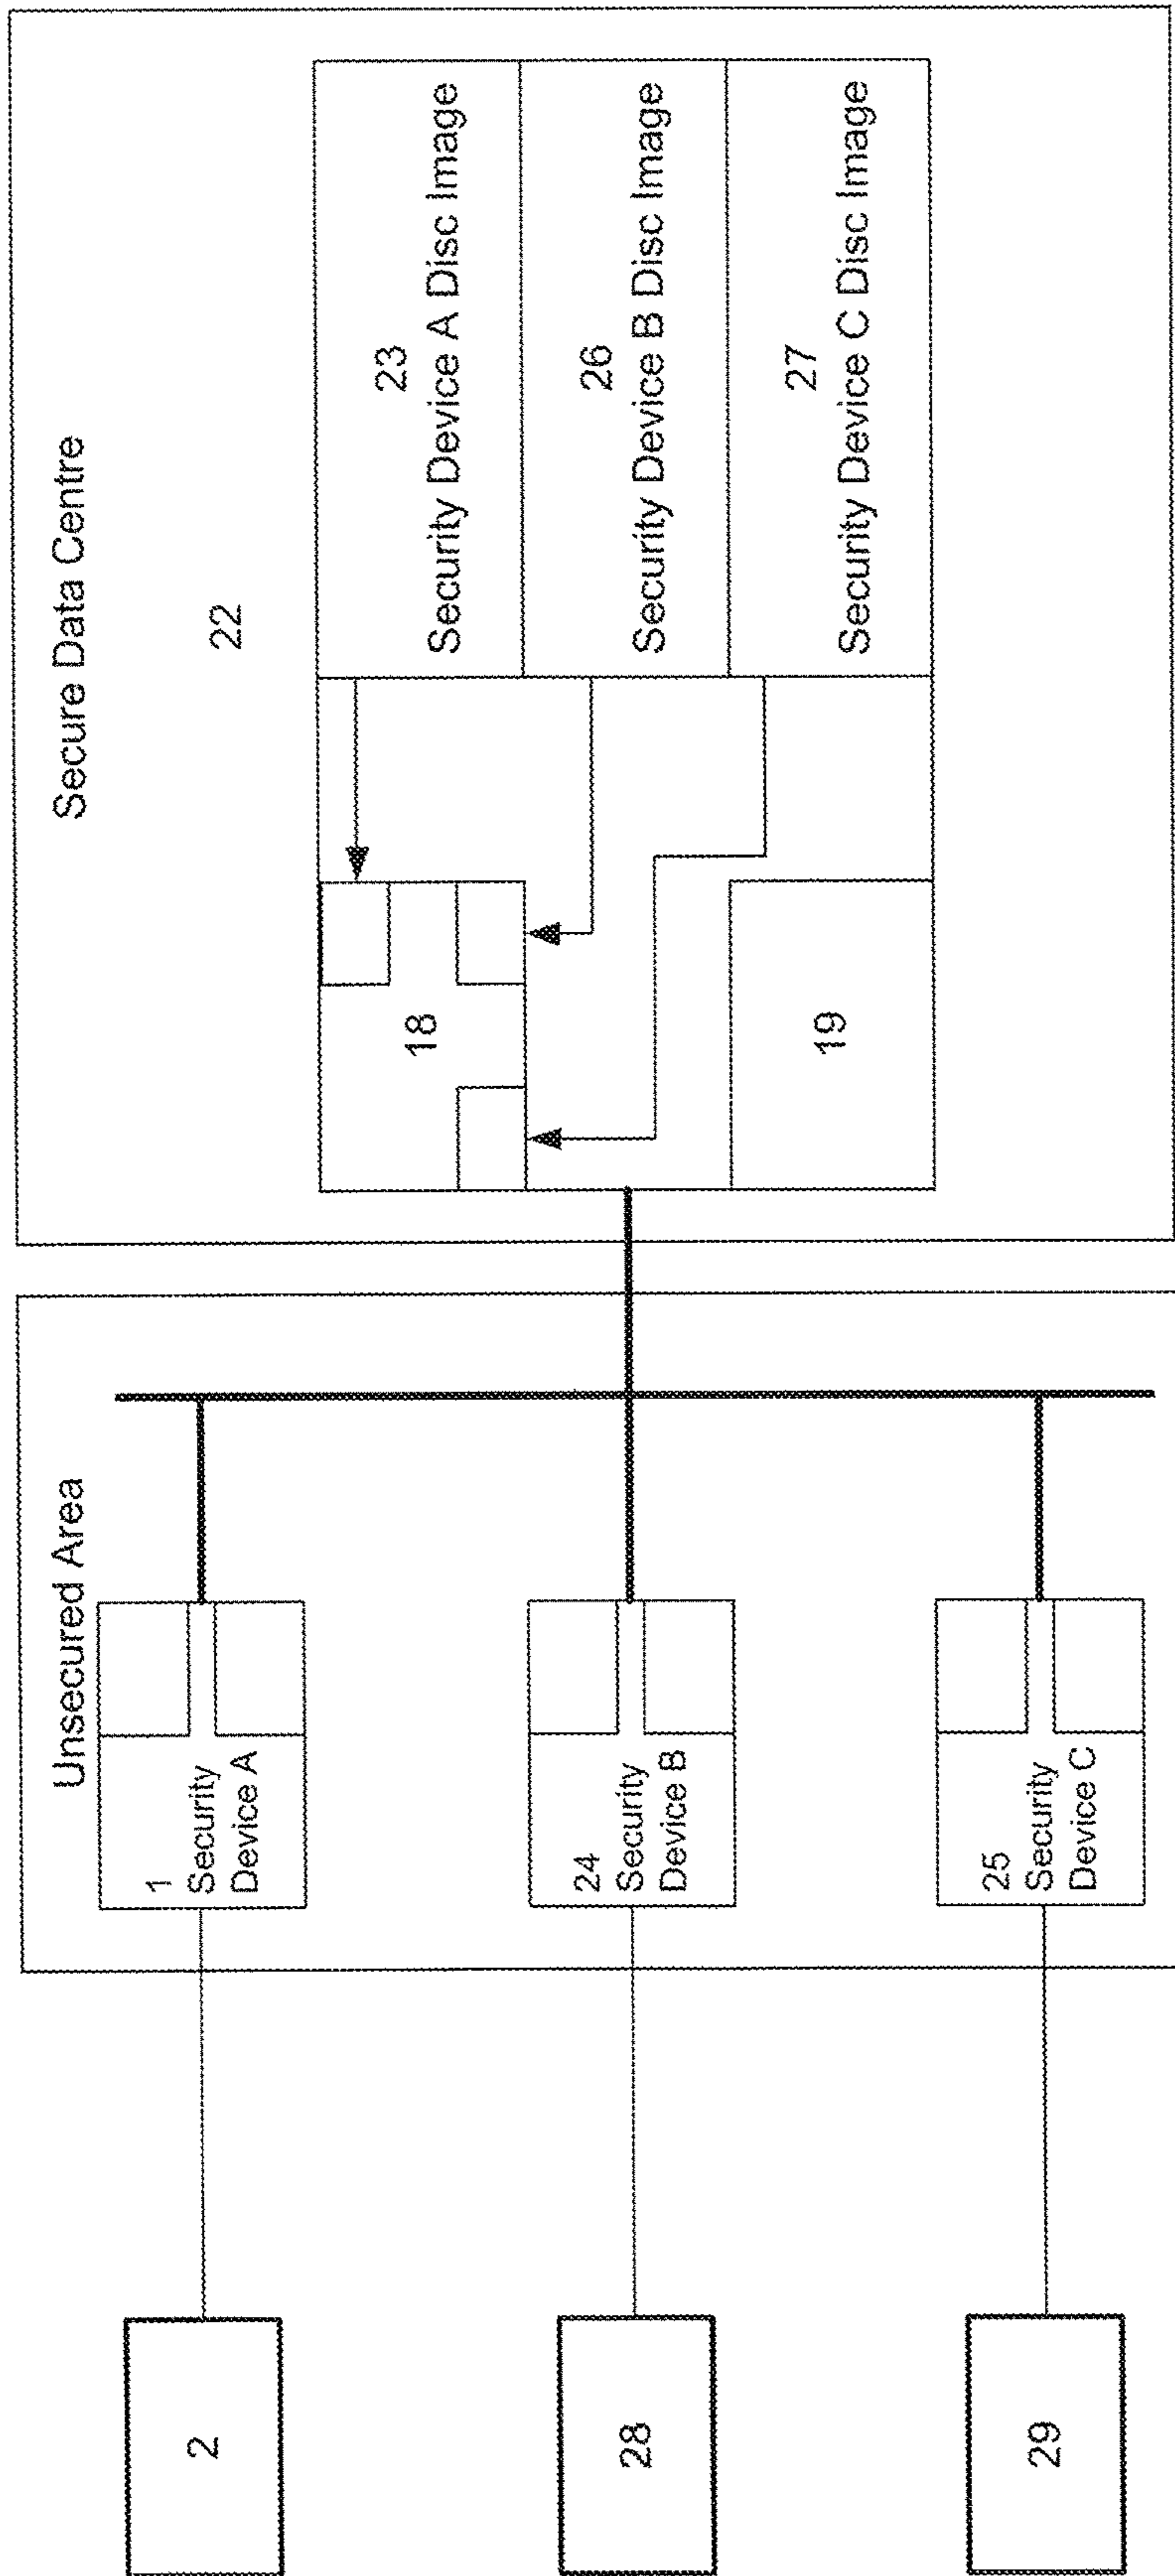 Secure Data Centre
22
23
Security Device A Disc Image
26
Security Device B Disc Image
27
Security Device C Disc Image
18
19
Unsecured Area
1
Security
Device A
24
Security
Device B
25
Security
Device C
2
28
29